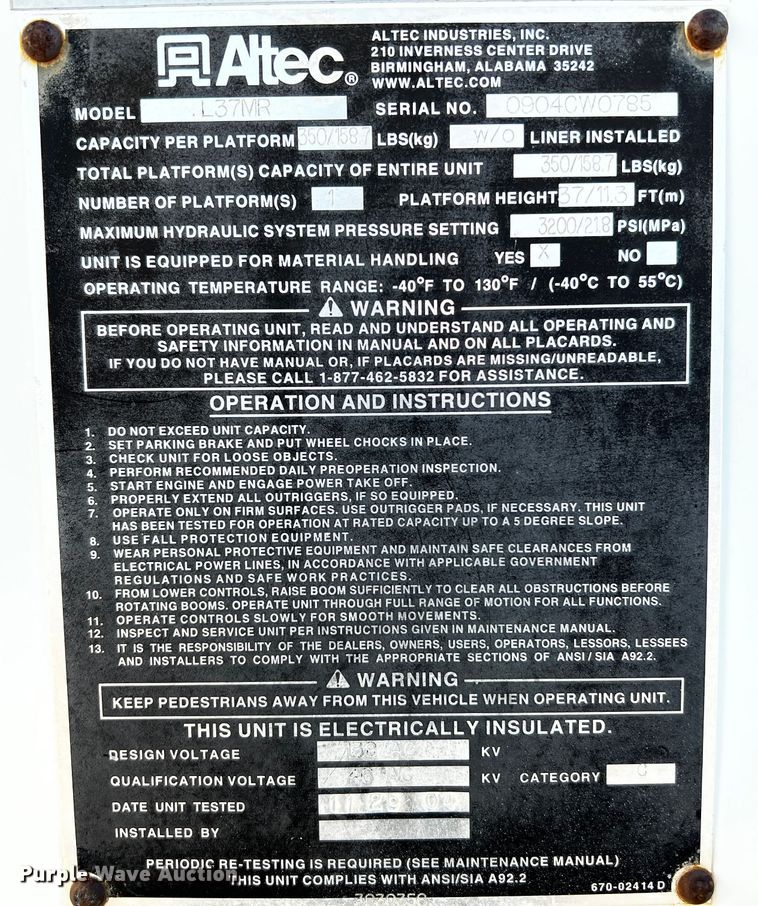 Altec®
ALTEC INDUSTRIES, INC.
210 INVERNESS CENTER DRIVE
BIRMINGHAM, ALABAMA 35242
WWW.ALTEC.COM
MODEL L37MR SERIAL NO. 0904CW0785
CAPACITY PER PLATFORM 350/158.7 LBS(kg) W/O LINER INSTALLED
TOTAL PLATFORM(S) CAPACITY OF ENTIRE UNIT 350/158.7 LBS(kg)
NUMBER OF PLATFORM(S) 1 PLATFORM HEIGHT 37/11.3 FT(m)
MAXIMUM HYDRAULIC SYSTEM PRESSURE SETTING 3200/21.8 PSI(MPa)
UNIT IS EQUIPPED FOR MATERIAL HANDLING YES X NO
OPERATING TEMPERATURE RANGE: -40°F TO 130°F / (-40°C TO 55°C)
WARNING
BEFORE OPERATING UNIT, READ AND UNDERSTAND ALL OPERATING AND
SAFETY INFORMATION IN MANUAL AND ON ALL PLACARDS.
IF YOU DO NOT HAVE MANUAL OR, IF PLACARDS ARE MISSING/UNREADABLE,
PLEASE CALL 1-877-462-5832 FOR ASSISTANCE.
OPERATION AND INSTRUCTIONS
1. DO NOT EXCEED UNIT CAPACITY.
2. SET PARKING BRAKE AND PUT WHEEL CHOCKS IN PLACE.
3. CHECK UNIT FOR LOOSE OBJECTS.
4. PERFORM RECOMMENDED DAILY PREOPERATION INSPECTION.
5. START ENGINE AND ENGAGE POWER TAKE OFF.
6. PROPERLY EXTEND ALL OUTRIGGERS, IF SO EQUIPPED.
7. OPERATE ONLY ON FIRM SURFACES. USE OUTRIGGER PADS, IF NECESSARY. THIS UNIT
HAS BEEN TESTED FOR OPERATION AT RATED CAPACITY UP TO A 5 DEGREE SLOPE.
8. USE FALL PROTECTION EQUIPMENT.
9. WEAR PERSONAL PROTECTIVE EQUIPMENT AND MAINTAIN SAFE CLEARANCES FROM
ELECTRICAL POWER LINES, IN ACCORDANCE WITH APPLICABLE GOVERNMENT
REGULATIONS AND SAFE WORK PRACTICES.
10. FROM LOWER CONTROLS, RAISE BOOM SUFFICIENTLY TO CLEAR ALL OBSTRUCTIONS BEFORE
ROTATING BOOMS. OPERATE UNIT THROUGH FULL RANGE OF MOTION FOR ALL FUNCTIONS.
11. OPERATE CONTROLS SLOWLY FOR SMOOTH MOVEMENTS.
12. INSPECT AND SERVICE UNIT PER INSTRUCTIONS GIVEN IN MAINTENANCE MANUAL.
13. IT IS THE RESPONSIBILITY OF THE DEALERS, OWNERS, USERS, OPERATORS, LESSORS, LESSEES
AND INSTALLERS TO COMPLY WITH THE APPROPRIATE SECTIONS OF ANSI / SIA A92.2.
WARNING
KEEP PEDESTRIANS AWAY FROM THIS VEHICLE WHEN OPERATING UNIT.
THIS UNIT IS ELECTRICALLY INSULATED.
DESIGN VOLTAGE AC KV
QUALIFICATION VOLTAGE AC KV CATEGORY
DATE UNIT TESTED
INSTALLED BY
PERIODIC RE-TESTING IS REQUIRED (SEE MAINTENANCE MANUAL)
THIS UNIT COMPLIES WITH ANSI/SIA A92.2
670-02414 D
Purple Wave Auction